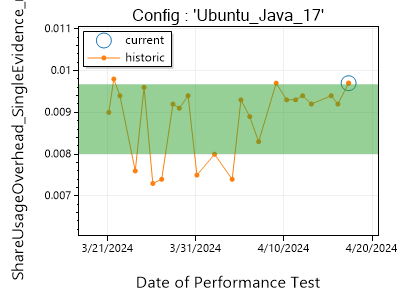 Config : 'Ubuntu_Java_17'
ShareUsageOverhead_SingleEvidence_
0.011
0.01
0.009
0.008
0.007
current
historic
3/21/2024
3/31/2024
4/10/2024
4/20/2024
Date of Performance Test